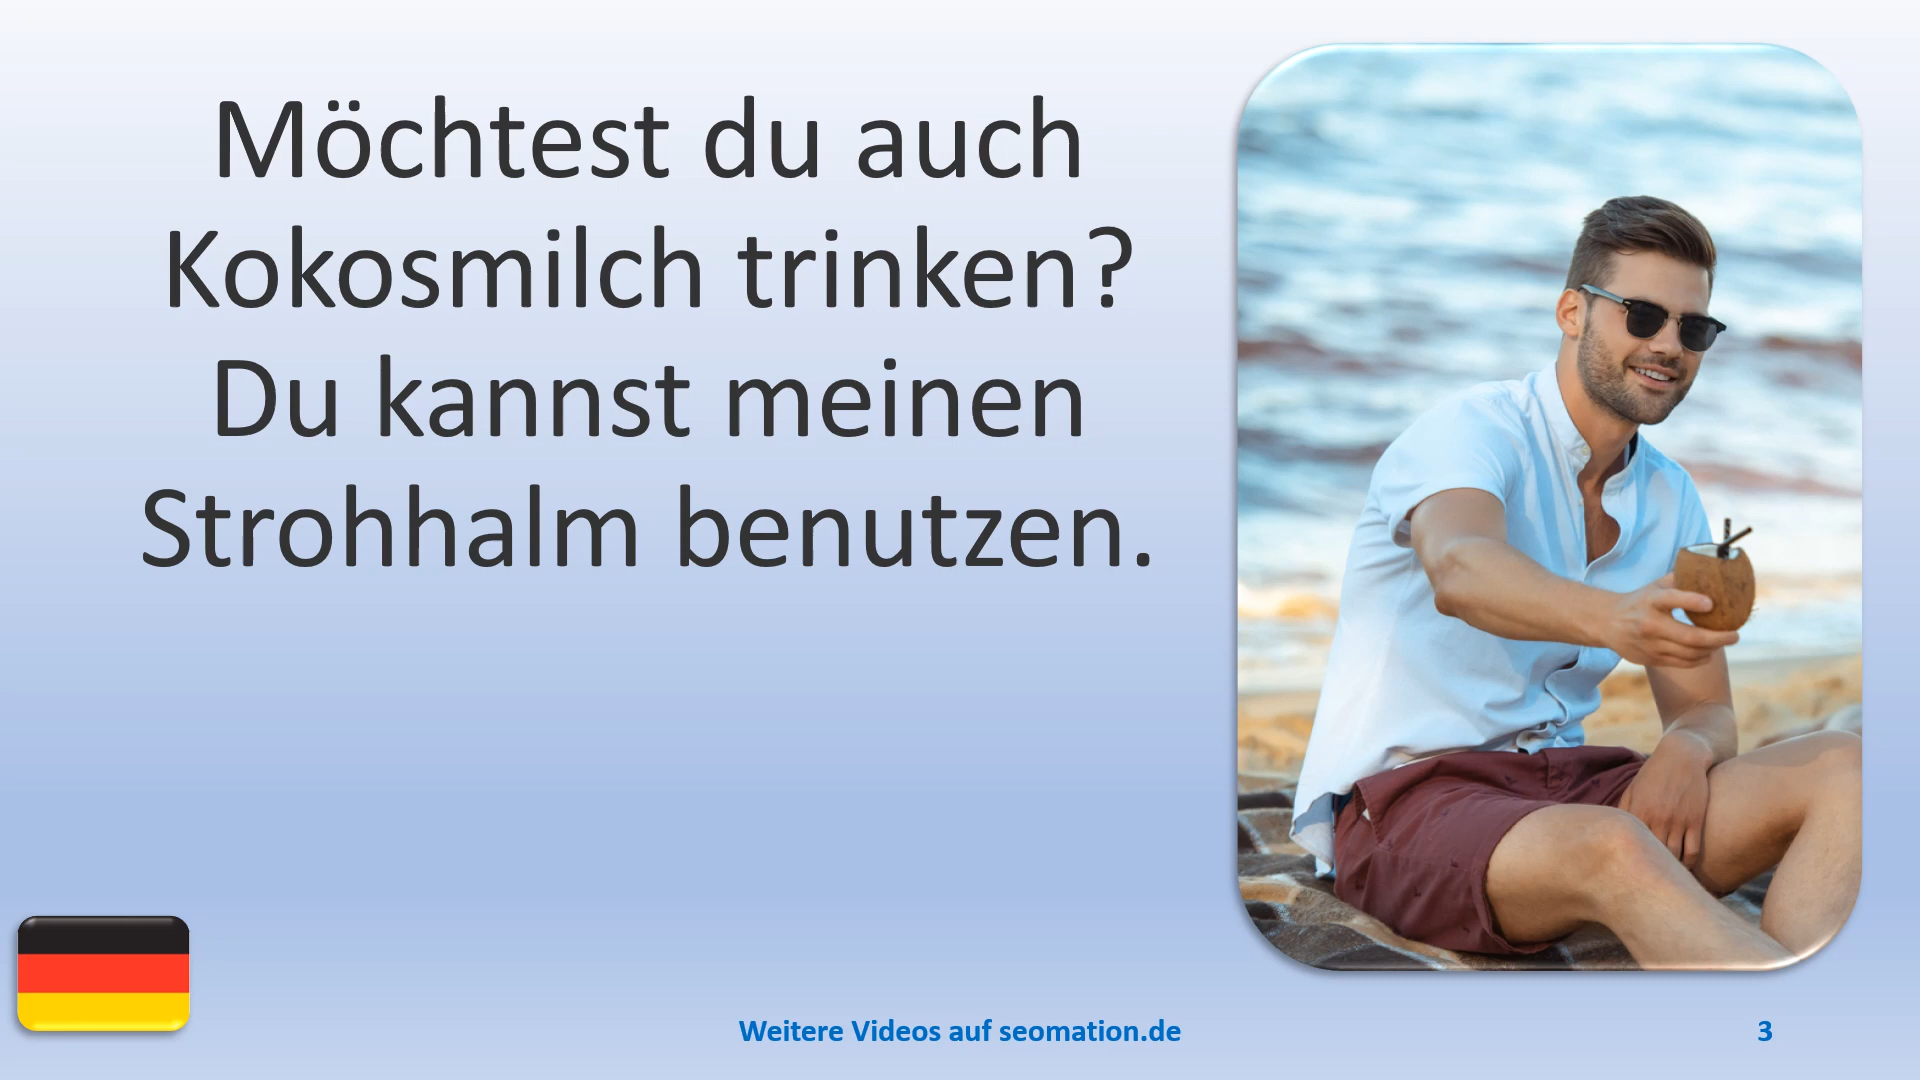 Möchtest du auch
Kokosmilch trinken?
Du kannst meinen
Strohhalm benutzen.
Weitere Videos auf seomation.de
3